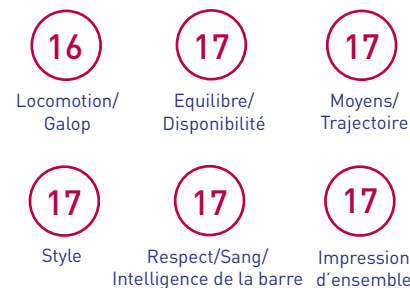 16 17 17
Locomotion/ Equilibre/ Moyens/
Galop Disponibilité Trajectoire
17 17 17
Style Respect/Sang/ Impression
Intelligence de la barre d'ensemble